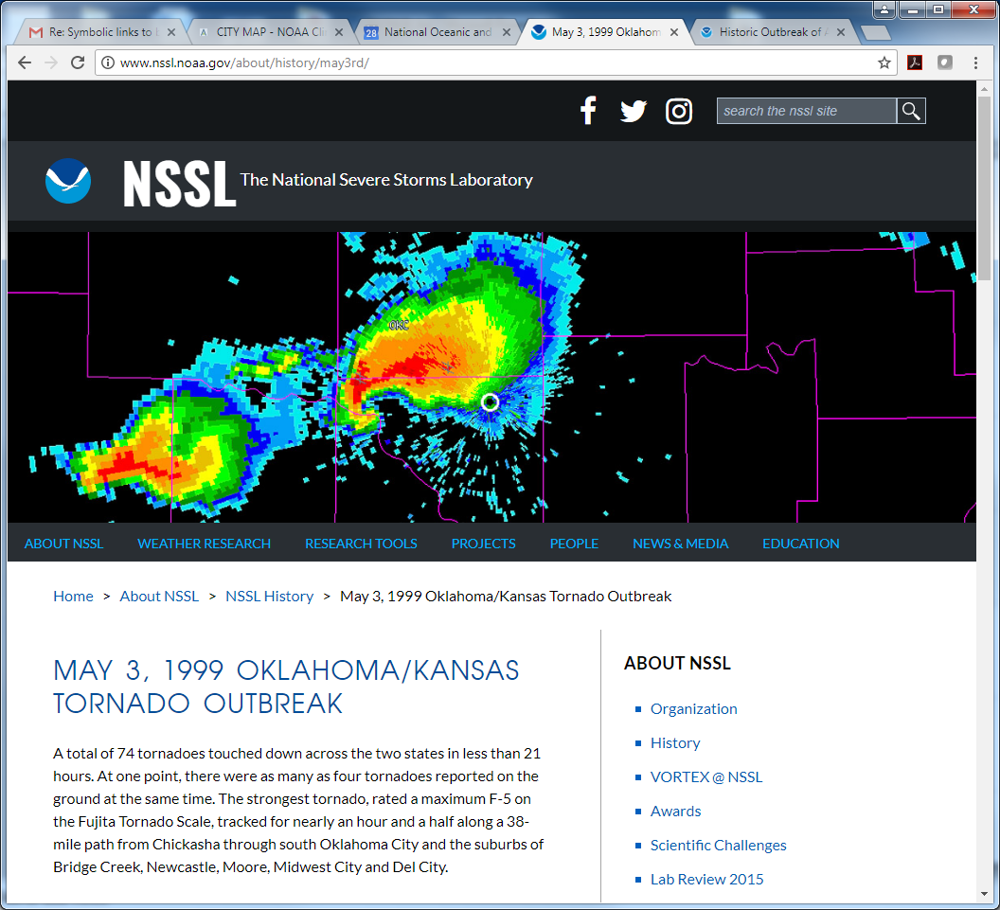 Re: Symbolic links to
CITY MAP - NOAA Cli
28
National Oceanic and
May 3, 1999 Oklahom
Historic Outbreak of
www.nssl.noaa.gov/about/history/may3rd/
search the nssl site
NSSL The National Severe Storms Laboratory
OKC
ABOUT NSSL WEATHER RESEARCH RESEARCH TOOLS PROJECTS PEOPLE NEWS & MEDIA EDUCATION
Home > About NSSL > NSSL History > May 3, 1999 Oklahoma/Kansas Tornado Outbreak
MAY 3, 1999 OKLAHOMA/KANSAS
TORNADO OUTBREAK
A total of 74 tornadoes touched down across the two states in less than 21
hours. At one point, there were as many as four tornadoes reported on the
ground at the same time. The strongest tornado, rated a maximum F-5 on
the Fujita Tornado Scale, tracked for nearly an hour and a half along a 38-
mile path from Chickasha through south Oklahoma City and the suburbs of
Bridge Creek, Newcastle, Moore, Midwest City and Del City.
ABOUT NSSL
Organization
History
VORTEX @ NSSL
Awards
Scientific Challenges
Lab Review 2015